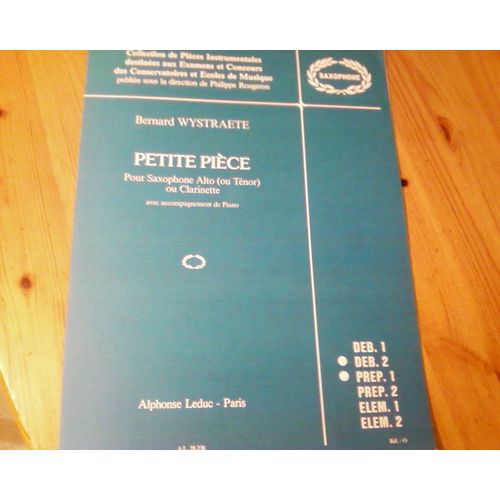 Collection de Pièces Instrumentales
destinées aux Examens et Concours
des Conservatoires et Ecoles de Musique
publiée sous la direction de Philippe Rougeron
SAXOPHONE
Bernard WYSTRAETE
PETITE PIÈCE
Pour Saxophone Alto (ou Ténor)
ou Clarinette
avec accompagnement de Piano
DEB. 1
DEB. 2
PREP. 1
PREP. 2
ELEM. 1
ELEM. 2
Alphonse Leduc - Paris